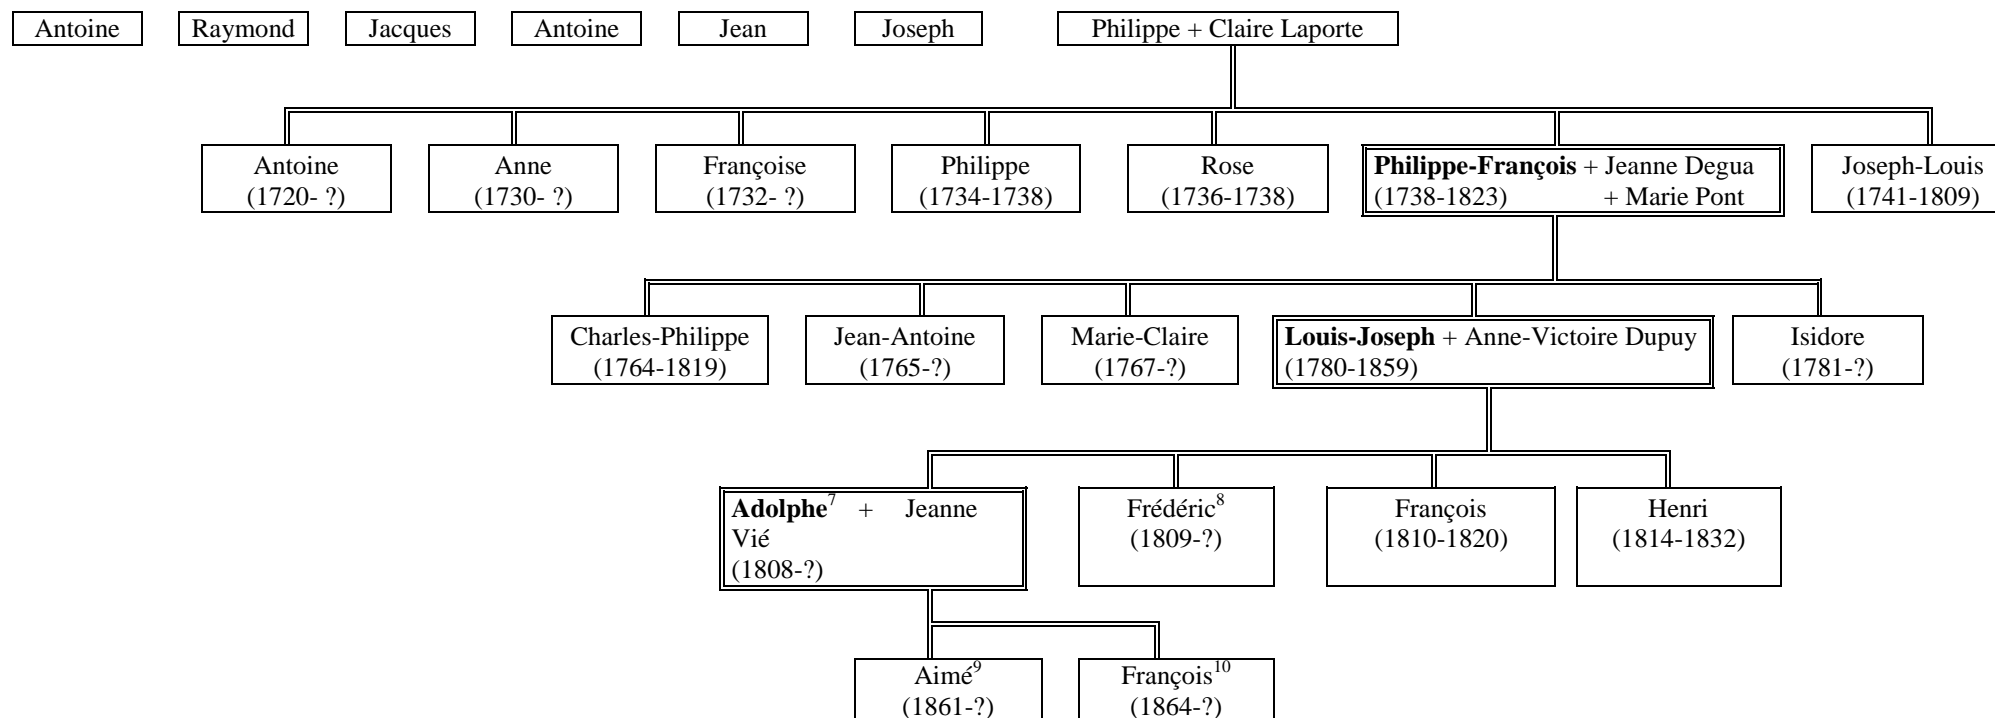 Antoine Raymond Jacques Antoine Jean Joseph Philippe + Claire Laporte
Antoine
(1720- ?)
Anne
(1730- ?)
Françoise
(1732- ?)
Philippe
(1734-1738)
Rose
(1736-1738)
Philippe-François + Jeanne Degua
(1738-1823) + Marie Pont
Joseph-Louis
(1741-1809)
Charles-Philippe
(1764-1819)
Jean-Antoine
(1765-?)
Marie-Claire
(1767-?)
Louis-Joseph + Anne-Victoire Dupuy
(1780-1859)
Isidore
(1781-?)
Adolphe⁷ + Jeanne
Vié
(1808-?)
Frédéric⁸
(1809-?)
François
(1810-1820)
Henri
(1814-1832)
Aimé⁹
(1861-?)
François¹⁰
(1864-?)